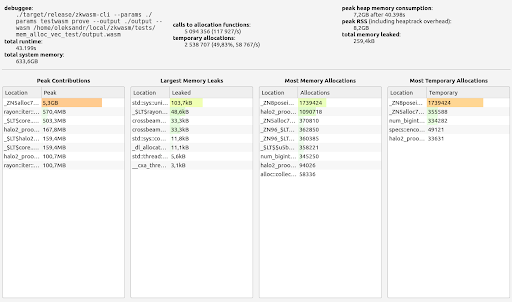 debuggee:
./target/release/zkwasm-cli --params ./
params testwasm prove --output ./output --
wasm /home/oleksandr/local/zkwasm/tests/
mem_alloc_vec_test/output.wasm
total runtime:
43.199s
total system memory:
633,6GB
calls to allocation functions:
5 094 356 (117 927/s)
temporary allocations:
2 538 707 (49,83%, 58 767/s)
peak heap memory consumption:
7,2GB after 40.398s
peak RSS (including heaptrack overhead):
8,2GB
total memory leaked:
259,4kB
Peak Contributions
Location Peak
_ZN5alloc7... 5,3GB
rayon::iter:... 570,4MB
_$LT$core... 503,3MB
halo2_proo... 167,8MB
_$LT$halo2... 159,4MB
_$LT$core... 159,4MB
halo2_proo... 100,7MB
rayon::iter:... 100,7MB
Largest Memory Leaks
Location Leaked
std::sys::uni... 103,7kB
_$LT$rayon... 48,6kB
crossbeam... 33,3kB
crossbeam... 33,3kB
std::sys::co... 11,8kB
_dl_allocat... 11,1kB
std::thread:... 5,6kB
__cxa_thre... 3,1kB
Most Memory Allocations
Location Allocations
_ZN8posei... 1739424
halo2_proo... 1090718
_ZN5alloc7... 370810
_ZN96_$LT... 362850
_ZN96_$LT... 360385
_$LT$$u5b... 358221
num_bigint... 345250
halo2_proo... 94026
alloc::collec... 58336
Most Temporary Allocations
Location Temporary
_ZN8posei... 1739424
_ZN5alloc7... 355588
num_bigint... 334282
specs::enco... 49121
halo2_proo... 33631